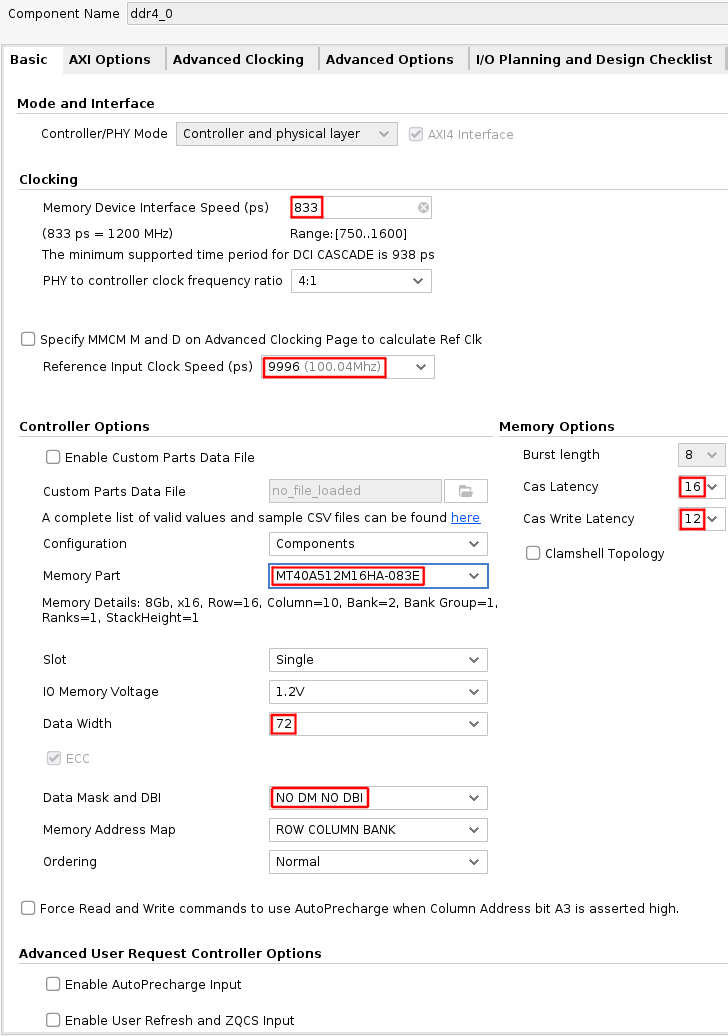 Component Name ddr4_0
Basic AXI Options Advanced Clocking Advanced Options I/O Planning and Design Checklist
Mode and Interface
Controller/PHY Mode Controller and physical layer AXI4 Interface
Clocking
Memory Device Interface Speed (ps) 833
(833 ps = 1200 MHz) Range:[750..1600]
The minimum supported time period for DCI CASCADE is 938 ps
PHY to controller clock frequency ratio 4:1
Specify MMCM M and D on Advanced Clocking Page to calculate Ref Clk
Reference Input Clock Speed (ps) 9996 (100.04Mhz)
Controller Options Memory Options
Enable Custom Parts Data File Burst length 8
Custom Parts Data File no_file_loaded Cas Latency 16
A complete list of valid values and sample CSV files can be found here Cas Write Latency 12
Configuration Components Clamshell Topology
Memory Part MT40A512M16HA-083E
Memory Details: 8Gb, x16, Row=16, Column=10, Bank=2, Bank Group=1,
Ranks=1, StackHeight=1
Slot Single
IO Memory Voltage 1.2V
Data Width 72
ECC
Data Mask and DBI NO DM NO DBI
Memory Address Map ROW COLUMN BANK
Ordering Normal
Force Read and Write commands to use AutoPrecharge when Column Address bit A3 is asserted high.
Advanced User Request Controller Options
Enable AutoPrecharge Input
Enable User Refresh and ZQCS Input